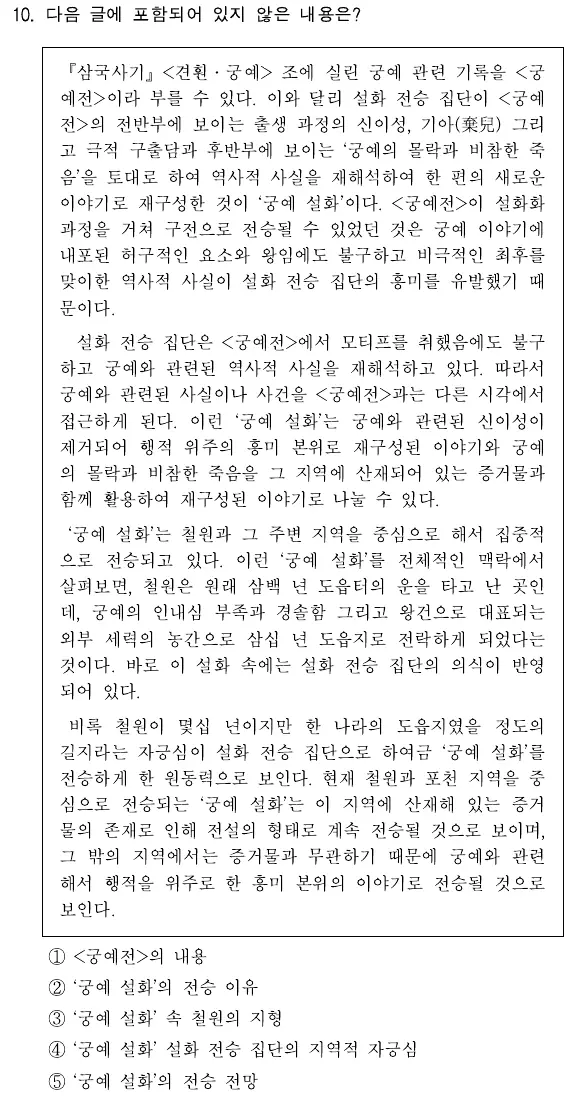 10. 다음 글에 포함되어 있지 않은 내용은?
『삼국사기』 <견훤·궁예> 조에 실린 궁예 관련 기록을 <궁
예전>이라 부를 수 있다. 이와 달리 설화 전승 집단이 <궁예
전>의 전반부에 보이는 출생 과정의 신이성, 기아(棄兒) 그리
고 극적 구출담과 후반부에 보이는 ‘궁예의 몰락과 비참한 죽
음’을 토대로 하여 역사적 사실을 재해석하여 한 편의 새로운
이야기로 재구성한 것이 ‘궁예 설화’이다. <궁예전>이 설화화
과정을 거쳐 구전으로 전승될 수 있었던 것은 궁예 이야기에
내포된 허구적인 요소와 왕임에도 불구하고 비극적인 최후를
맞이한 역사적 사실이 설화 전승 집단의 흥미를 유발했기 때
문이다.
설화 전승 집단은 <궁예전>에서 모티프를 취했음에도 불구
하고 궁예와 관련된 역사적 사실을 재해석하고 있다. 따라서
궁예와 관련된 사실이나 사건을 <궁예전>과는 다른 시각에서
접근하게 된다. 이런 ‘궁예 설화’는 궁예와 관련된 신이성이
제거되어 행적 위주의 흥미 본위로 재구성된 이야기와 궁예
의 몰락과 비참한 죽음을 그 지역에 산재되어 있는 증거물과
함께 활용하여 재구성된 이야기로 나눌 수 있다.
‘궁예 설화’는 철원과 그 주변 지역을 중심으로 해서 집중적
으로 전승되고 있다. 이런 ‘궁예 설화’를 전체적인 맥락에서
살펴보면, 철원은 원래 삼백 년 도읍터의 운을 타고 난 곳인
데, 궁예의 인내심 부족과 경솔함 그리고 왕건으로 대표되는
외부 세력의 농간으로 삼십 년 도읍지로 전락하게 되었다는
것이다. 바로 이 설화 속에는 설화 전승 집단의 의식이 반영
되어 있다.
비록 철원이 몇십 년이지만 한 나라의 도읍지였을 정도의
길지라는 자긍심이 설화 전승 집단으로 하여금 ‘궁예 설화’를
전승하게 한 원동력으로 보인다. 현재 철원과 포천 지역을 중
심으로 전승되는 ‘궁예 설화’는 이 지역에 산재해 있는 증거
물의 존재로 인해 전설의 형태로 계속 전승될 것으로 보이며,
그 밖의 지역에서는 증거물과 무관하기 때문에 궁예와 관련
해서 행적을 위주로 한 흥미 본위의 이야기로 전승될 것으로
보인다.
① <궁예전>의 내용
② ‘궁예 설화’의 전승 이유
③ ‘궁예 설화’ 속 철원의 지형
④ ‘궁예 설화’ 설화 전승 집단의 지역적 자긍심
⑤ ‘궁예 설화’의 전승 전망